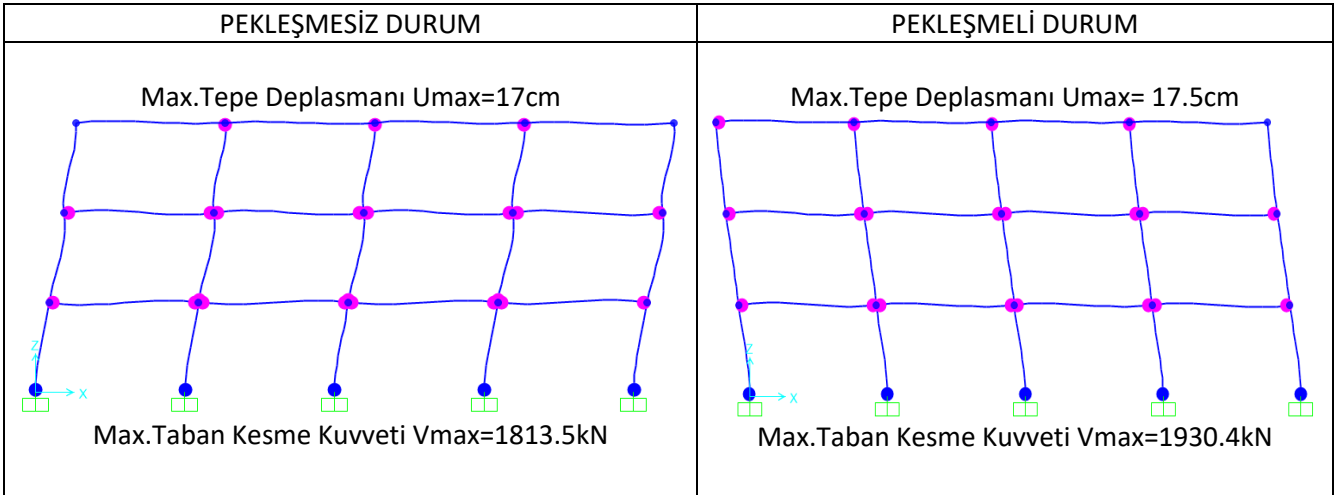 PEKLEŞMESİZ DURUM
PEKLEŞMELİ DURUM
Max.Tepe Deplasmanı Umax=17cm
Max.Tepe Deplasmanı Umax= 17.5cm
Z
X
Z
X
Max.Taban Kesme Kuvveti Vmax=1813.5kN
Max.Taban Kesme Kuvveti Vmax=1930.4kN